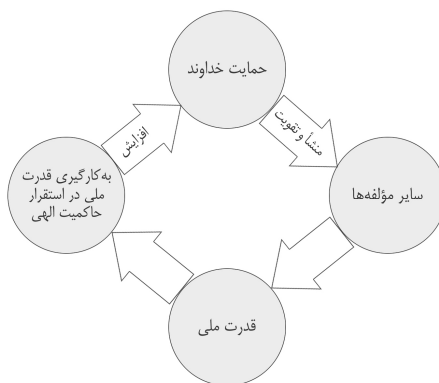 حمایت خداوند
منشأ و تقویت
افزایش
سایر مؤلفه‌ها
به‌کارگیری قدرت
ملی در استقرار
حاکمیت الهی
قدرت ملی